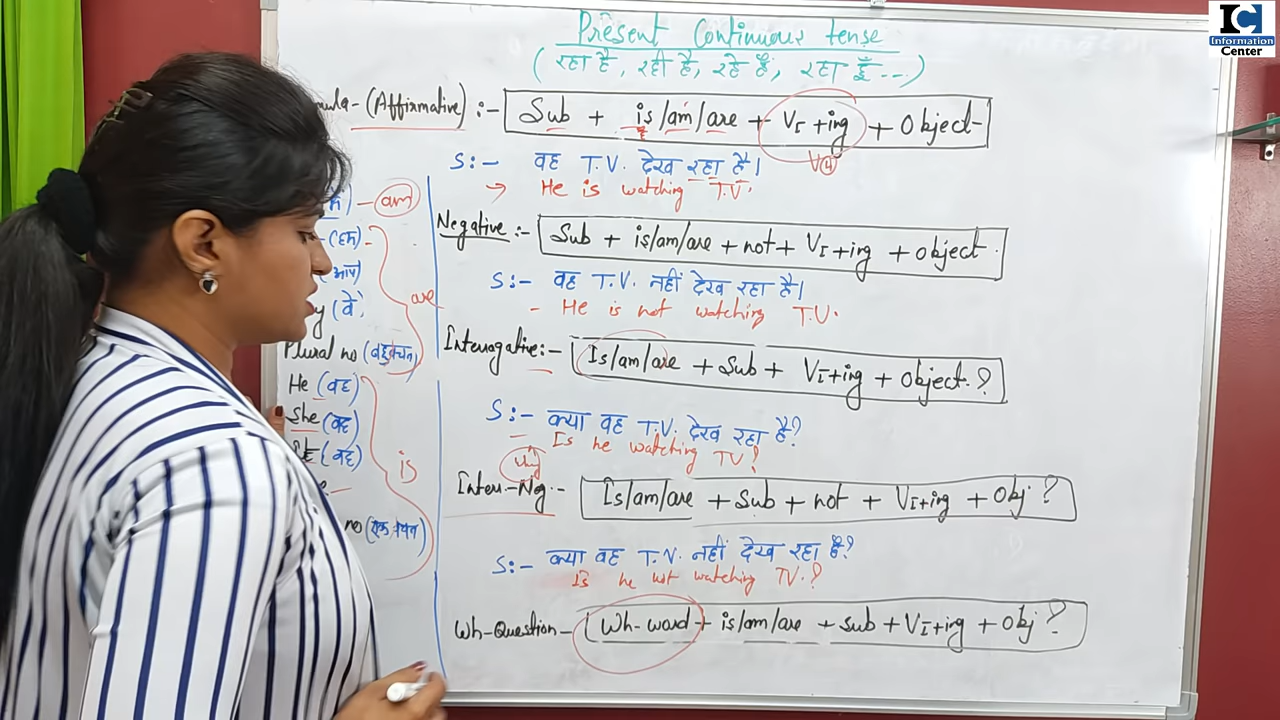 IC
Information
Center
Present Continuous tense
(रहा है, रही है, रहे हैं, रहा हूँ...)
(Affirmative) :- Sub + is/am/are + VI+ing + Object
V④
S:- वह T.V. देख रहा है।
→ He is watching T.V.
Negative :- Sub + is/am/are + not + VI+ing + Object.
S:- वह T.V. नहीं देख रहा है।
- He is not watching T.V.
Interrogative :- Is/am/are + Sub + VI+ing + Object ?
S:- क्या वह T.V. देख रहा है?
Is he watching TV?
Inter.-Ng.- Is/am/are + Sub + not + VI+ing + Obj ?
S:- क्या वह T.V. नहीं देख रहा है?
Is he not watching TV.?
Wh-Question - Wh-word + is/am/are + sub + VI+ing + Obj ?
- am
(हम)
(आप)
(वे)
are
Plural no (बहुवचन)
He (वह)
She (वह)
It (वह)
is
no (एक वचन)